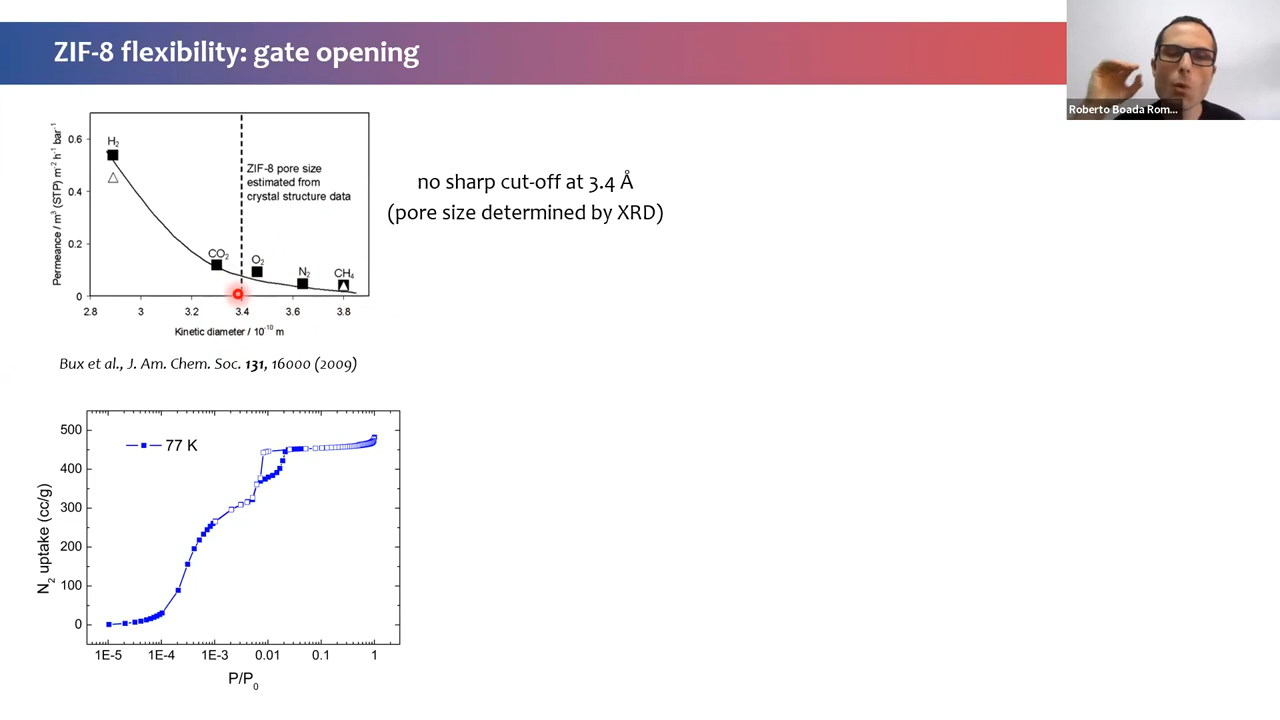 ZIF-8 flexibility: gate opening
Roberto Boada Rom...
0.6
0.4
0.2
0
Permeance / m³ (STP) m⁻² h⁻¹ bar⁻¹
H₂
ZIF-8 pore size
estimated from
crystal structure data
CO₂
O₂
N₂
CH₄
2.8
3
3.2
3.4
3.6
3.8
Kinetic diameter / 10⁻¹⁰ m
no sharp cut-off at 3.4 Å
(pore size determined by XRD)
Bux et al., J. Am. Chem. Soc. 131, 16000 (2009)
500
400
300
200
100
0
N₂ uptake (cc/g)
77 K
1E-5
1E-4
1E-3
0.01
0.1
1
P/P₀